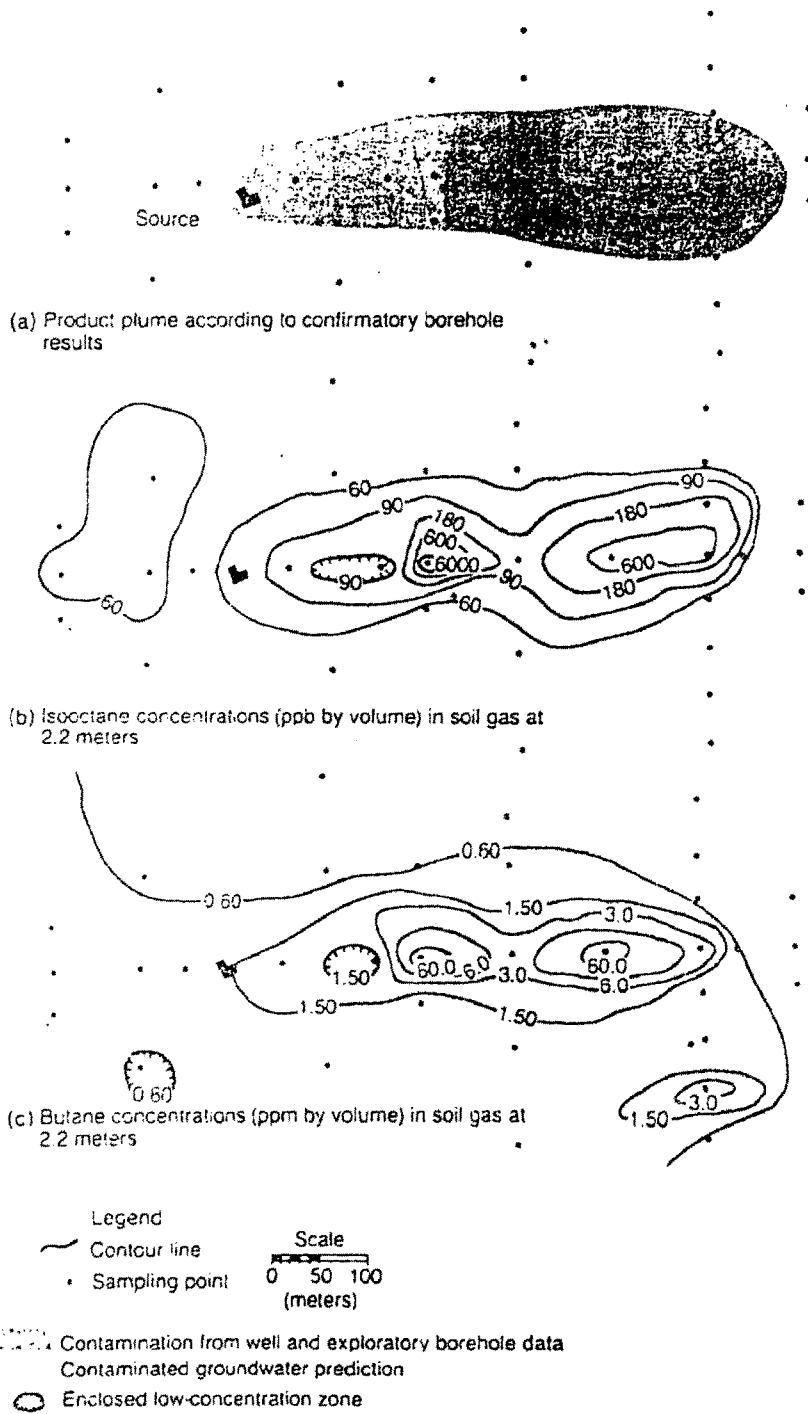 Source
(a) Product plume according to confirmatory borehole
results
60
90
90
180
180
600
6000
600
90
90
180
60
60
(b) Isooctane concentrations (ppb by volume) in soil gas at
2.2 meters
0.60
0.60
1.50
3.0
1.50
60.0
6.0
3.0
60.0
6.0
1.50
1.50
0.60
3.0
1.50
(c) Butane concentrations (ppm by volume) in soil gas at
2.2 meters
Legend
Contour line
Sampling point
Scale
0 50 100
(meters)
Contamination from well and exploratory borehole data
Contaminated groundwater prediction
Enclosed low-concentration zone